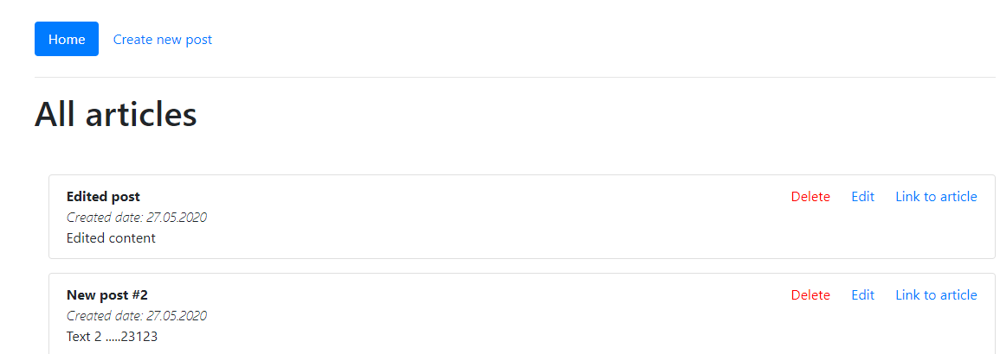 Home Create new post
All articles
Edited post Delete Edit Link to article
Created date: 27.05.2020
Edited content
New post #2 Delete Edit Link to article
Created date: 27.05.2020
Text 2 .....23123